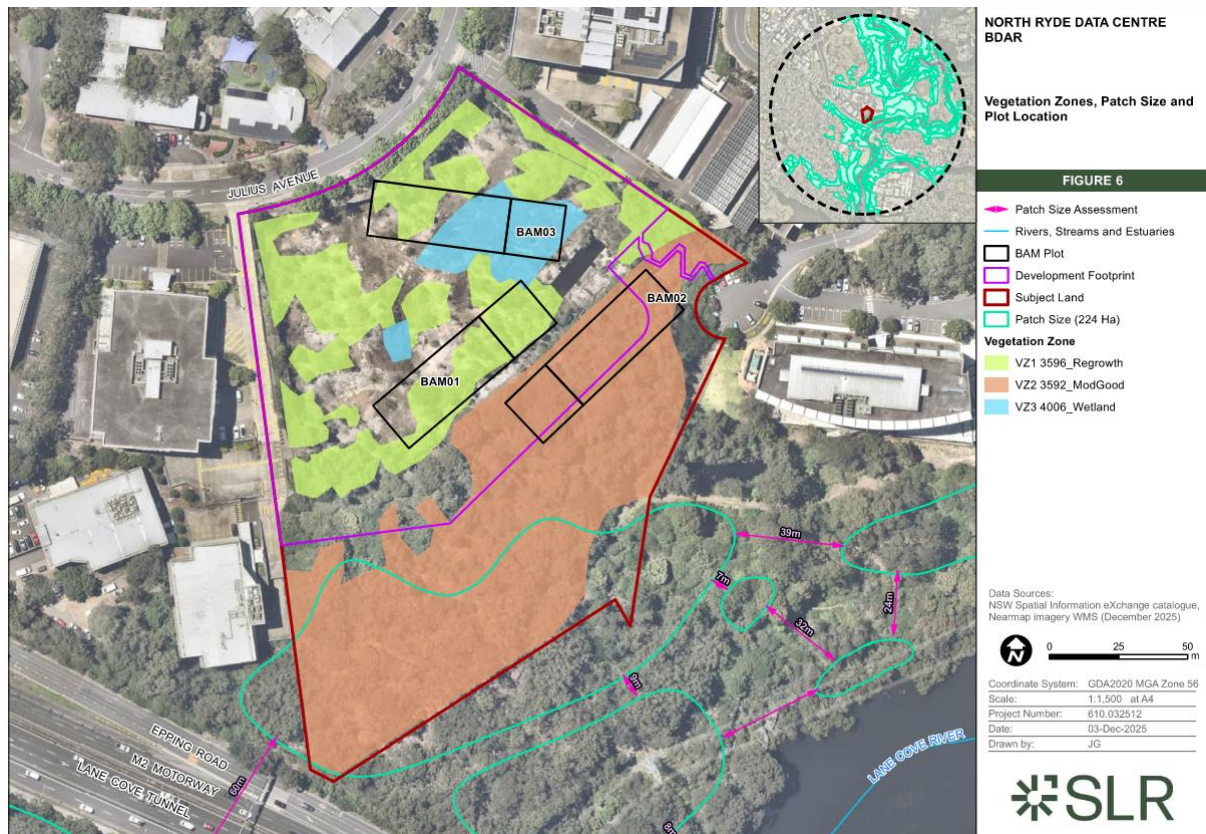 NORTH RYDE DATA CENTRE
BDAR
Vegetation Zones, Patch Size and
Plot Location
FIGURE 6
Patch Size Assessment
Rivers, Streams and Estuaries
BAM Plot
Development Footprint
Subject Land
Patch Size (224 Ha)
Vegetation Zone
VZ1 3596_Regrowth
VZ2 3592_ModGood
VZ3 4006_Wetland
JULIUS AVENUE
BAM03
BAM02
BAM01
39m
7m
24m
32m
9m
60m
8m
EPPING ROAD
M2 MOTORWAY
LANE COVE TUNNEL
LANE COVE RIVER
Data Sources:
NSW Spatial Information eXchange catalogue,
Nearmap imagery WMS (December 2025)
N
0 25 50
m
Coordinate System: GDA2020 MGA Zone 56
Scale: 1:1,500 at A4
Project Number: 610.032512
Date: 03-Dec-2025
Drawn by: JG
SLR